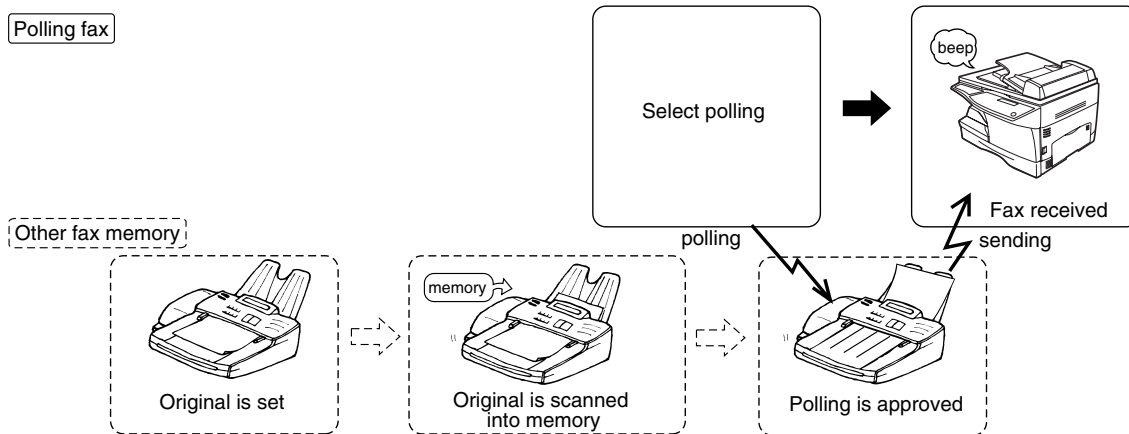 Polling fax
beep
Select polling
Fax received
Other fax memory
polling
sending
memory
Original is set
Original is scanned
into memory
Polling is approved